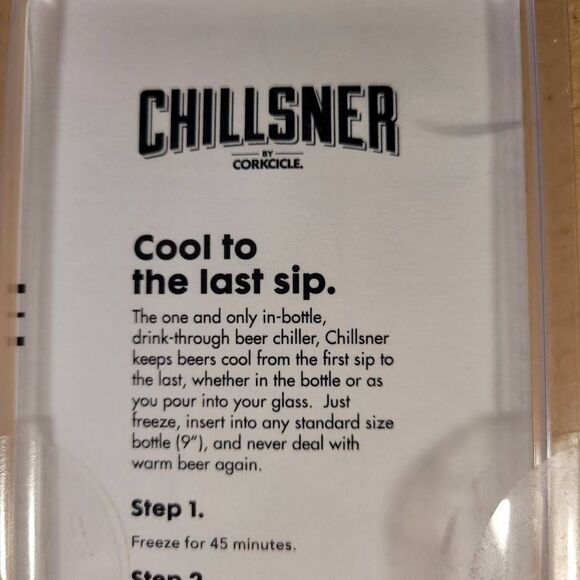 CHILLSNER
BY
CORKCICLE.
Cool to
the last sip.
The one and only in-bottle,
drink-through beer chiller, Chillsner
keeps beers cool from the first sip to
the last, whether in the bottle or as
you pour into your glass.  Just
freeze, insert into any standard size
bottle (9"), and never deal with
warm beer again.
Step 1.
Freeze for 45 minutes.
Step 2.